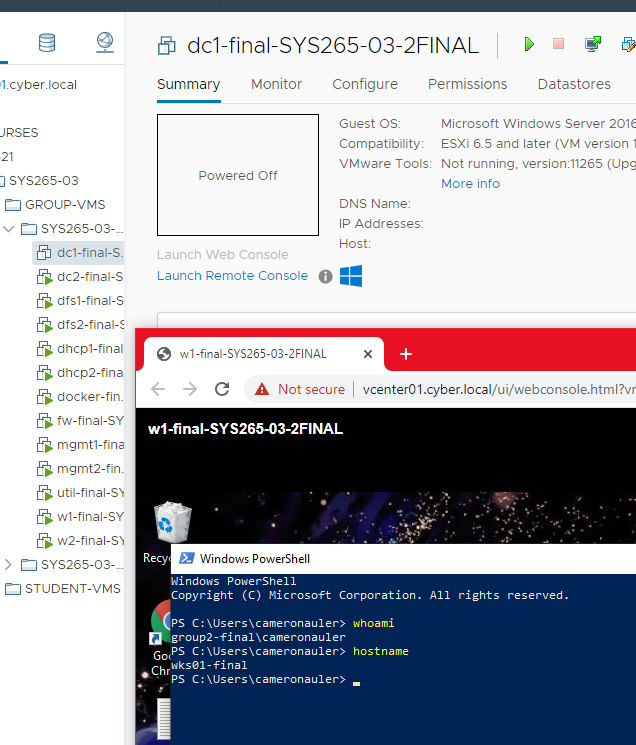 dc1-final-SYS265-03-2FINAL
1.cyber.local
URSES
21
SYS265-03
GROUP-VMS
SYS265-03-...
dc1-final-S...
dc2-final-S
dfs1-final-S
dfs2-final-S
dhcp1-final
dhcp2-final
docker-fin...
fw-final-SY
mgmt1-fina
mgmt2-fin...
util-final-SY
w1-final-SY
w2-final-SY
SYS265-03-...
STUDENT-VMS
Summary Monitor Configure Permissions Datastores
Powered Off
Guest OS: Microsoft Windows Server 2016
Compatibility: ESXi 6.5 and later (VM version 1
VMware Tools: Not running, version:11265 (Upg
More info
DNS Name:
IP Addresses:
Host:
Launch Web Console
Launch Remote Console
w1-final-SYS265-03-2FINAL
Not secure vcenter01.cyber.local/ui/webconsole.html?vr
w1-final-SYS265-03-2FINAL
Recyc
Goo
Chr
Windows PowerShell
Windows PowerShell
Copyright (C) Microsoft Corporation. All rights reserved.
PS C:\Users\cameronauler> whoami
group2-final\cameronauler
PS C:\Users\cameronauler> hostname
wks01-final
PS C:\Users\cameronauler>